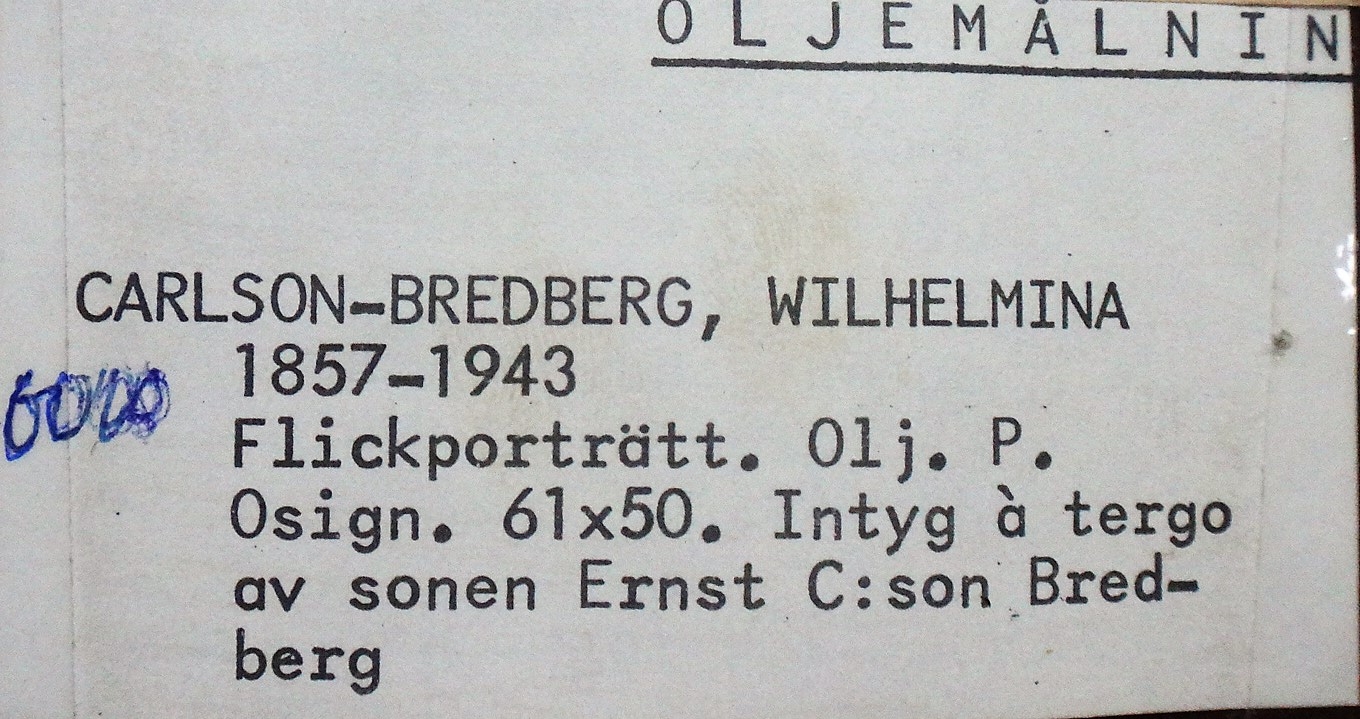 OLJEMÅLNIN
CARLSON-BREDBERG, WILHELMINA
1857-1943
Flickporträtt. Olj. P.
Osign. 61x50. Intyg à tergo
av sonen Ernst C:son Bred-
berg